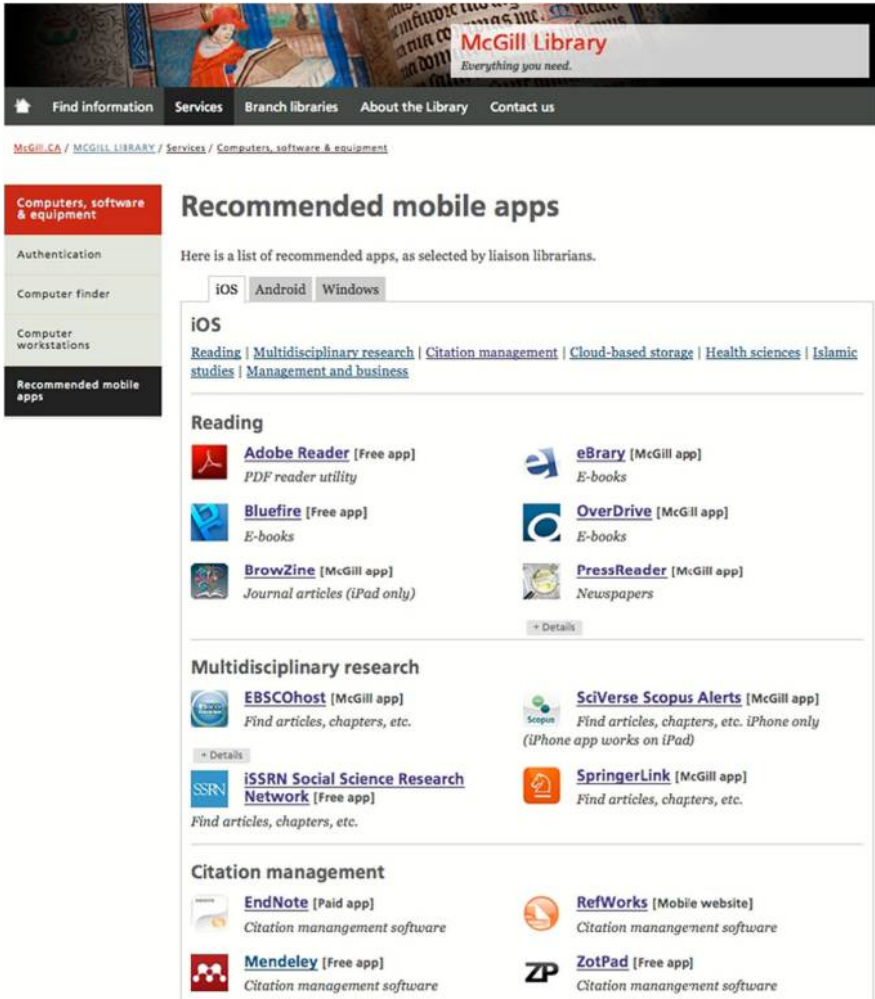 McGill Library
Everything you need.
Find information Services Branch libraries About the Library Contact us
McGill.CA / MCGILL LIBRARY / Services / Computers, software & equipment
Computers, software
& equipment
Authentication
Computer finder
Computer
workstations
Recommended mobile
apps
Recommended mobile apps
Here is a list of recommended apps, as selected by liaison librarians.
iOS Android Windows
iOS
Reading | Multidisciplinary research | Citation management | Cloud-based storage | Health sciences | Islamic
studies | Management and business
Reading
Adobe Reader [Free app]
PDF reader utility
eBrary [McGill app]
E-books
Bluefire [Free app]
E-books
OverDrive [McGill app]
E-books
BrowZine [McGill app]
Journal articles (iPad only)
PressReader [McGill app]
Newspapers
+ Details
Multidisciplinary research
EBSCOhost [McGill app]
Find articles, chapters, etc.
+ Details
Scopus
SciVerse Scopus Alerts [McGill app]
Find articles, chapters, etc. iPhone only
(iPhone app works on iPad)
SSRN
iSSRN Social Science Research
Network [Free app]
Find articles, chapters, etc.
SpringerLink [McGill app]
Find articles, chapters, etc.
Citation management
EndNote [Paid app]
Citation manangement software
RefWorks [Mobile website]
Citation manangement software
Mendeley [Free app]
Citation management software
ZP
ZotPad [Free app]
Citation manangement software